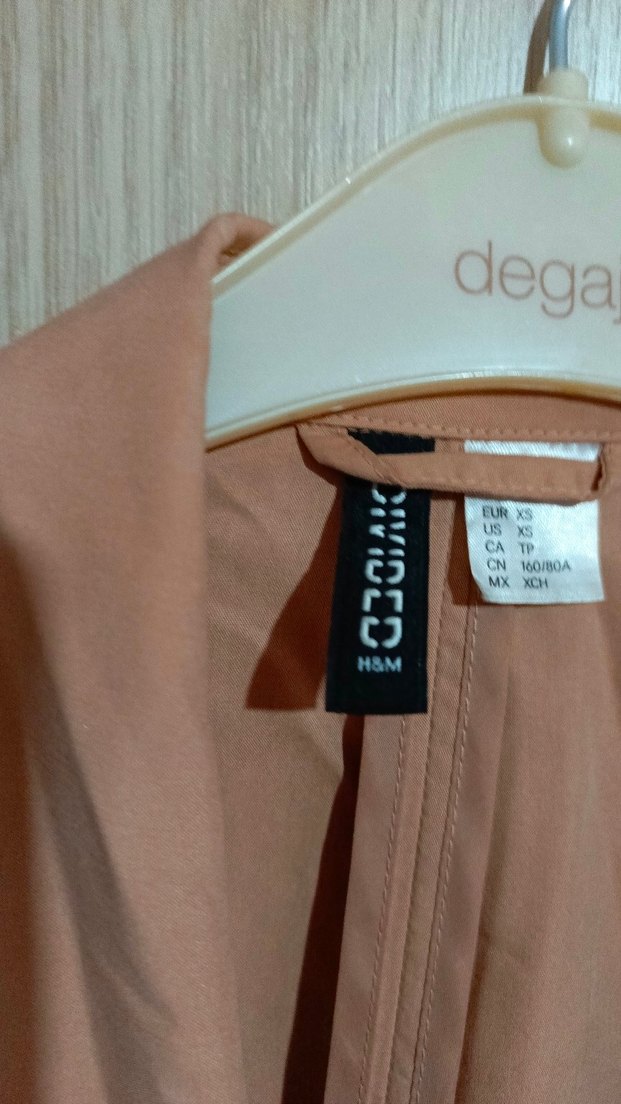 dega
DIVIDED
H&M
EUR XS
US XS
CA TP
CN 160/80A
MX XCH